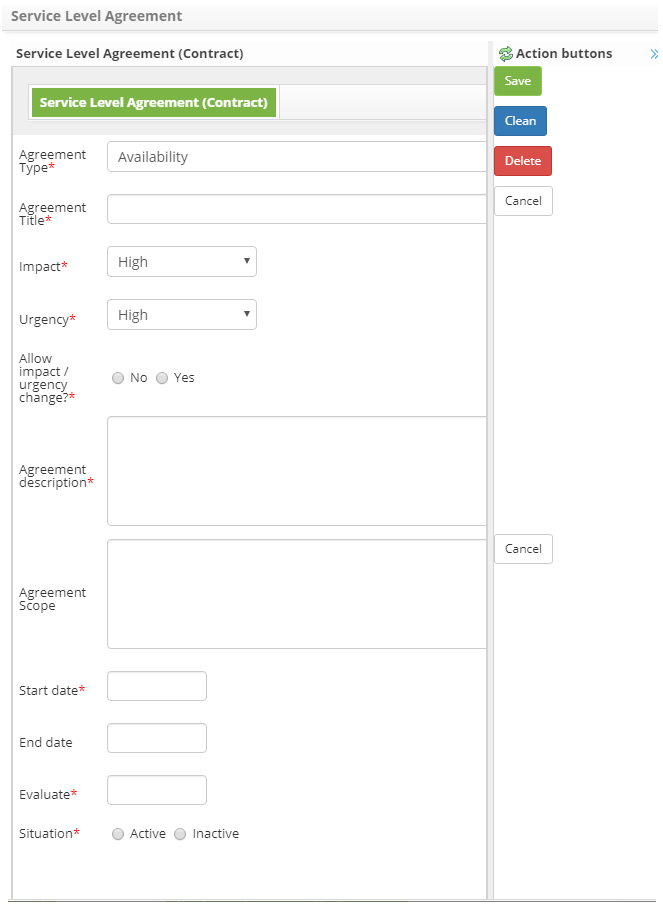 Service Level Agreement
Service Level Agreement (Contract)
Action buttons
Service Level Agreement (Contract)
Save
Clean
Delete
Cancel
Agreement
Type*
Availability
Agreement
Title*
Impact*
High
Urgency*
High
Allow
impact /
urgency
change?*
No
Yes
Agreement
description*
Cancel
Agreement
Scope
Start date*
End date
Evaluate*
Situation*
Active
Inactive